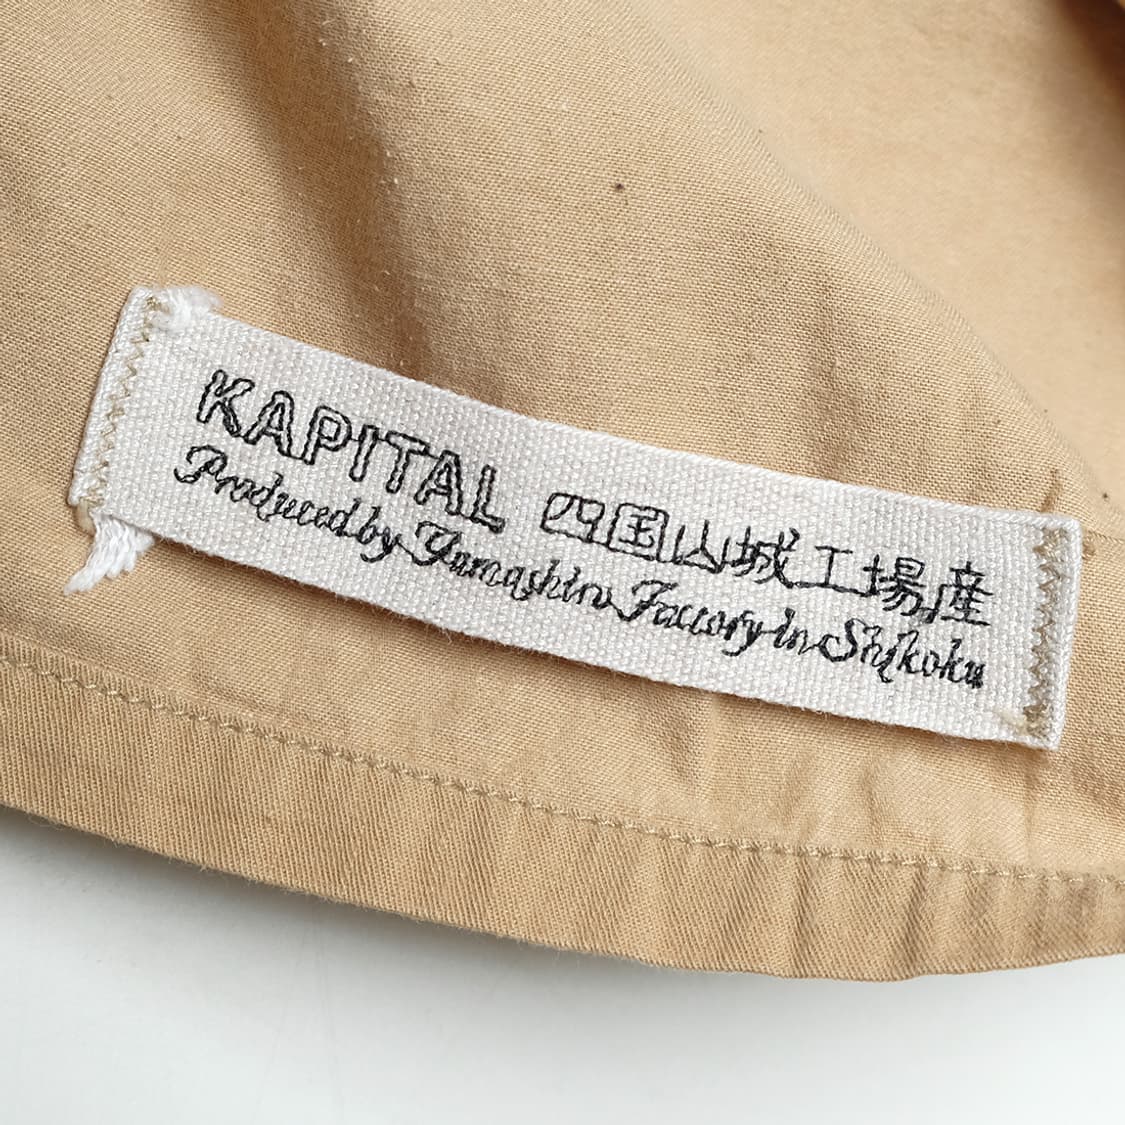 KAPITAL 四国山城工場産
Produced by Yamashiro Factory in Shikoku